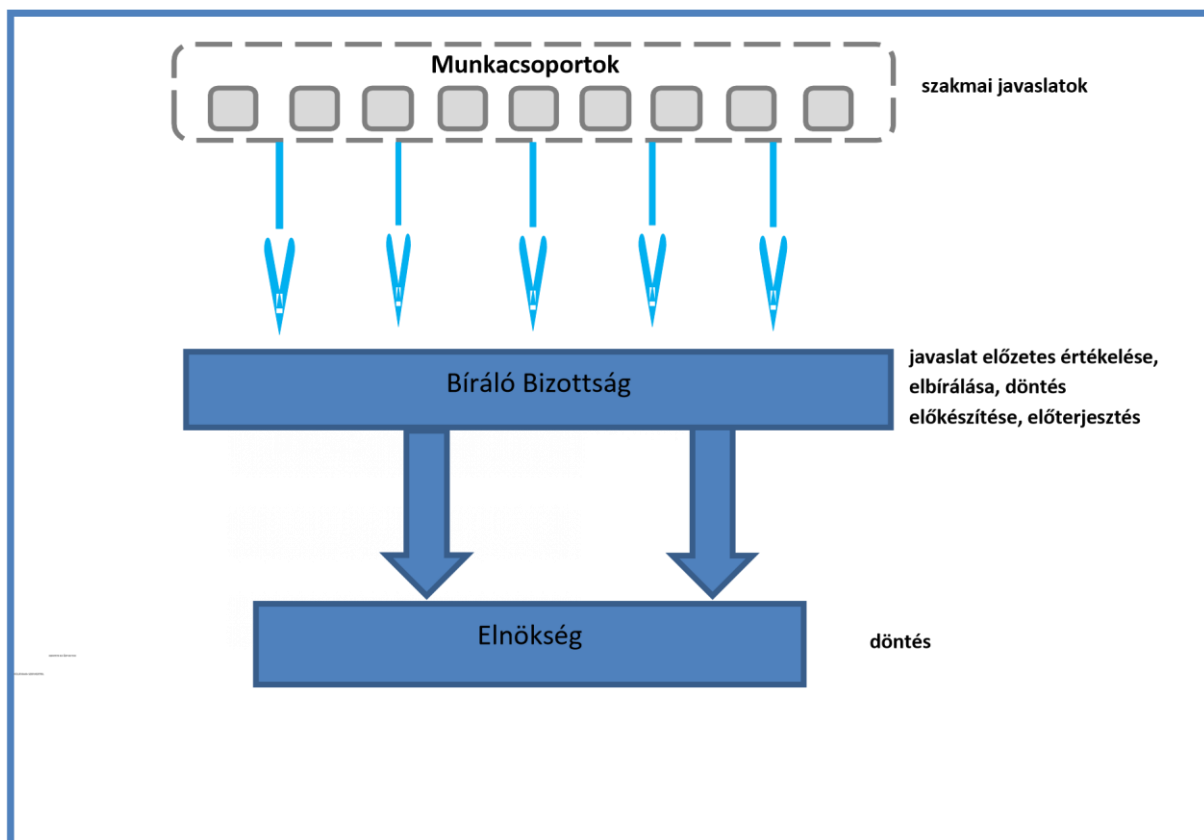 Munkacsoportok
szakmai javaslatok
Bíráló Bizottság
javaslat előzetes értékelése,
elbírálása, döntés
előkészítése, előterjesztés
Elnökség
döntés